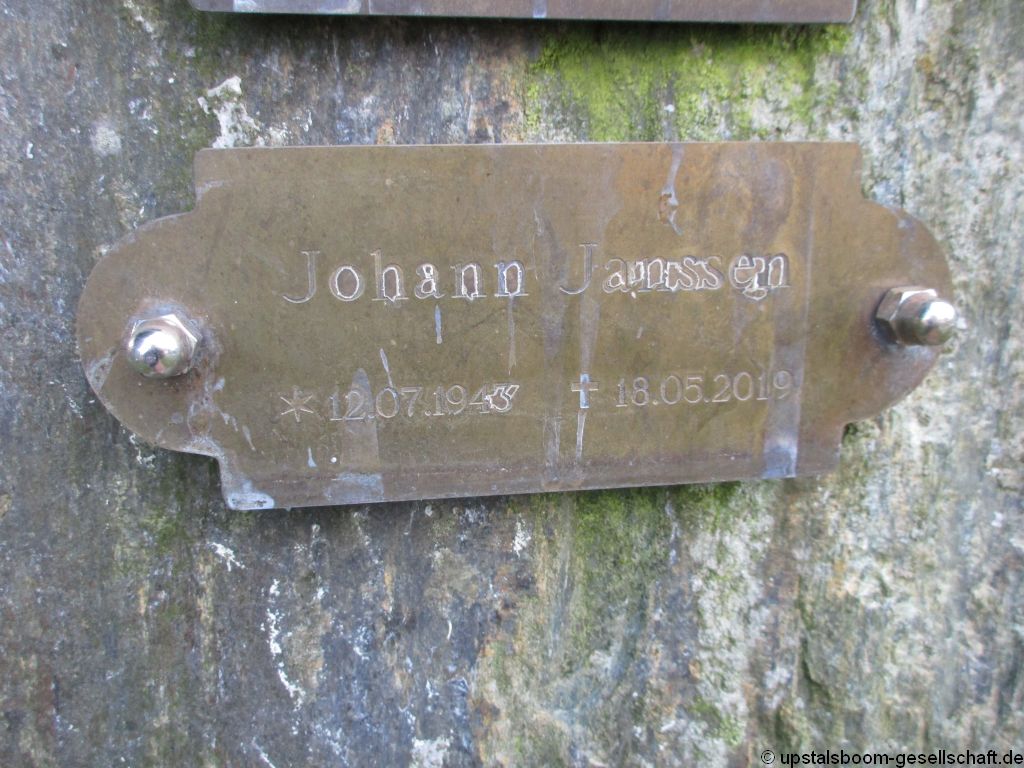 Johann Janssen
* 12.07.1943 † 18.05.2019
© upstalsboom-gesellschaft.de